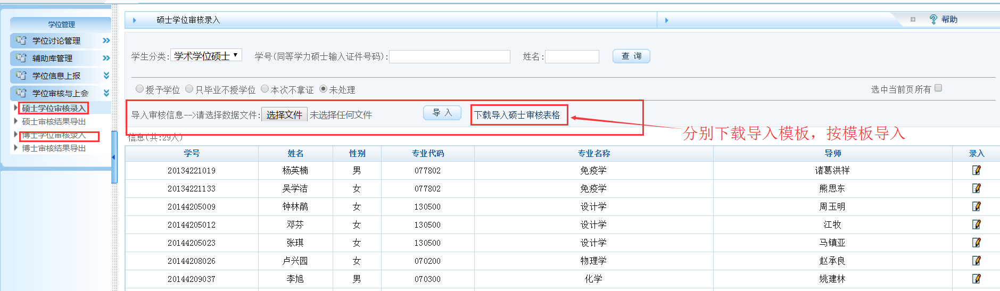 学位管理
学位讨论管理
辅助库管理
学位信息上报
学位审核与上会
硕士学位审核录入
硕士审核结果导出
博士学位审核录入
博士审核结果导出
硕士学位审核录入
帮助
学生分类: 学术学位硕士 学号(同等学力硕士输入证件号码): 姓名: 查 询
授予学位 只毕业不授学位 本次不拿证 未处理 选中当前页所有
导入审核信息-->请选择数据文件: 选择文件 未选择任何文件 导 入 下载导入硕士审核表格
分别下载导入模板，按模板导入
信息(共:29人)
学号 姓名 性别 专业代码 专业名称 导师 录入
20134221019 杨英楠 男 077802 免疫学 诸葛洪祥
20134221133 吴学洁 女 077802 免疫学 熊思东
20144205009 钟林鹃 女 130500 设计学 周玉明
20144205012 邓芬 女 130500 设计学 江牧
20144205023 张琪 女 130500 设计学 马镇亚
20144208026 卢兴园 女 070200 物理学 赵承良
20144209037 李旭 男 070300 化学 姚建林